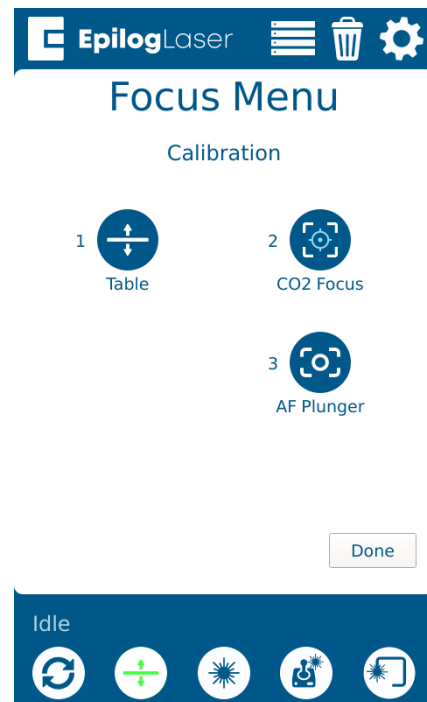 EpilogLaser
Focus Menu
Calibration
1
Table
2
CO2 Focus
3
AF Plunger
Done
Idle